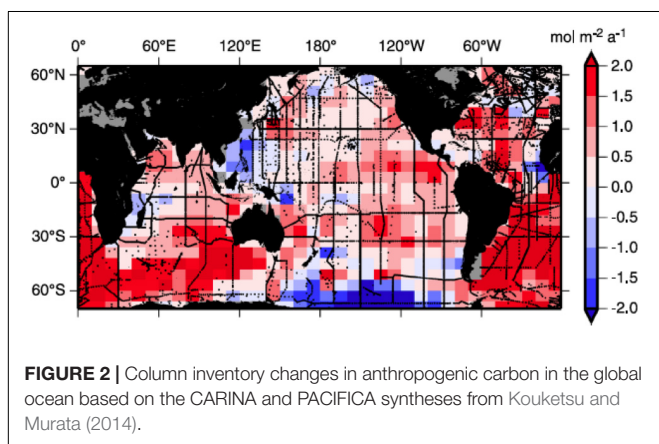 0° 60°E 120°E 180° 120°W 60°W mol m⁻² a⁻¹
60°N 2.0
1.5
30°N 1.0
0.5
0° 0.0
-0.5
30°S -1.0
-1.5
60°S -2.0
FIGURE 2 | Column inventory changes in anthropogenic carbon in the global
ocean based on the CARINA and PACIFICA syntheses from Kouketsu and
Murata (2014).